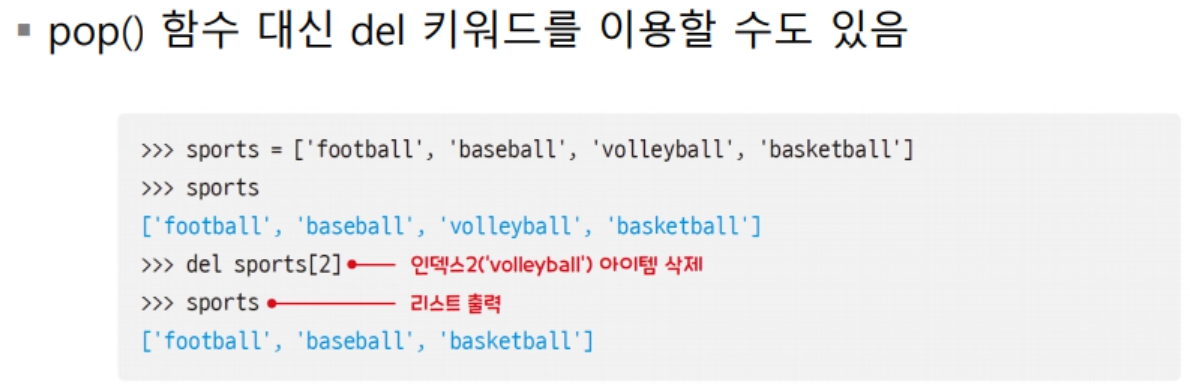 ▪ pop() 함수 대신 del 키워드를 이용할 수도 있음
>>> sports = ['football', 'baseball', 'volleyball', 'basketball']
>>> sports
['football', 'baseball', 'volleyball', 'basketball']
>>> del sports[2] 인덱스2('volleyball') 아이템 삭제
>>> sports 리스트 출력
['football', 'baseball', 'basketball']